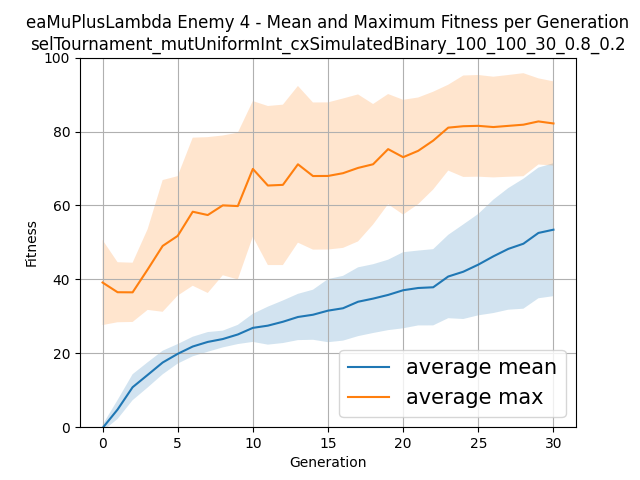 eaMuPlusLambda Enemy 4 - Mean and Maximum Fitness per Generation
selTournament_mutUniformInt_cxSimulatedBinary_100_100_30_0.8_0.2
100
80
60
40
20
0
Fitness
average mean
average max
0 5 10 15 20 25 30
Generation